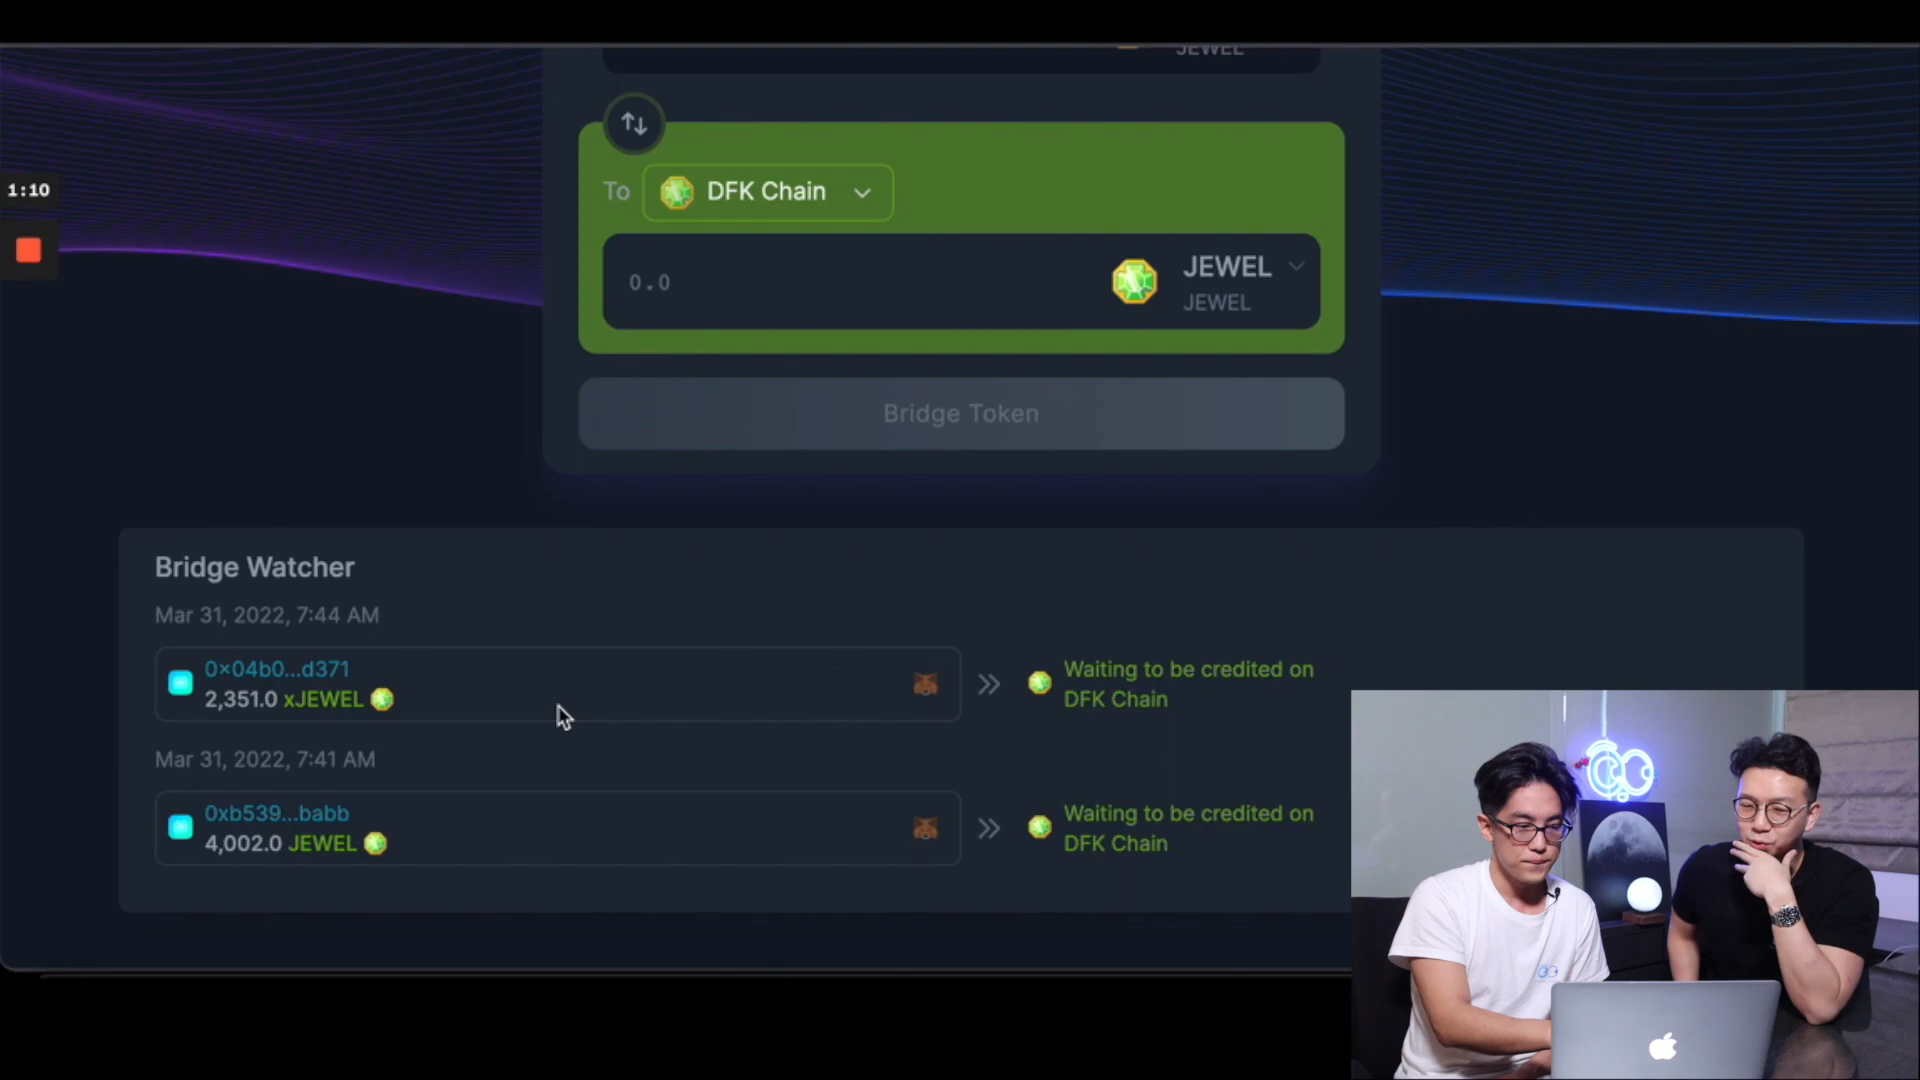 JEWEL
1:10
To DFK Chain
0.0
JEWEL
JEWEL
Bridge Token
Bridge Watcher
Mar 31, 2022, 7:44 AM
0x04b0...d371
2,351.0 xJEWEL
Waiting to be credited on
DFK Chain
Mar 31, 2022, 7:41 AM
0xb539...babb
4,002.0 JEWEL
Waiting to be credited on
DFK Chain